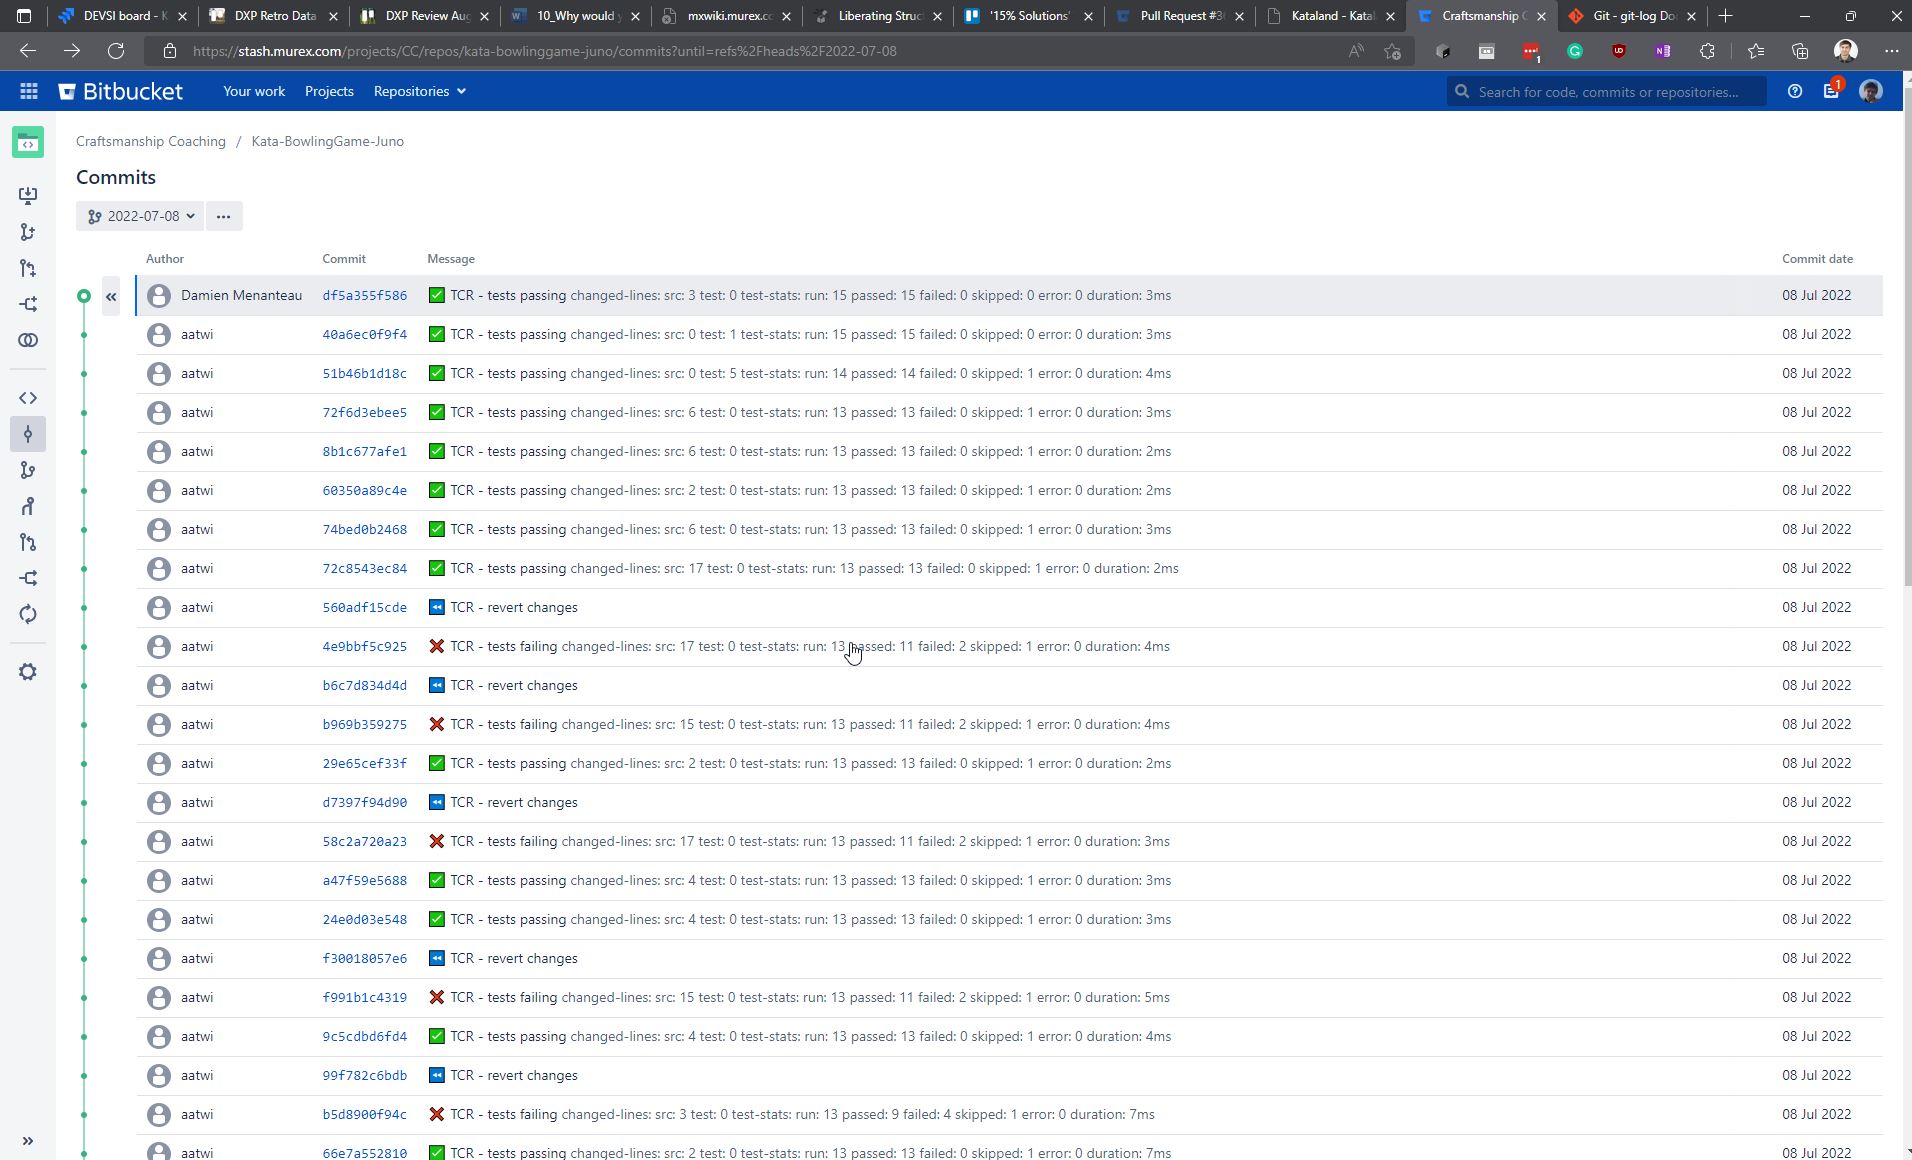 DEVSI board - K
DXP Retro Data
DXP Review Aug
10_Why would y
mxwiki.murex.co
Liberating Struc
'15% Solutions'
Pull Request #36
Kataland - Katal
Craftsmanship C
Git - git-log Do
https://stash.murex.com/projects/CC/repos/kata-bowlinggame-juno/commits?until=refs%2Fheads%2F2022-07-08
Bitbucket Your work Projects Repositories Search for code, commits or repositories... 1
Craftsmanship Coaching / Kata-BowlingGame-Juno
Commits
2022-07-08
Author Commit Message Commit date
Damien Menanteau df5a355f586 TCR - tests passing changed-lines: src: 3 test: 0 test-stats: run: 15 passed: 15 failed: 0 skipped: 0 error: 0 duration: 3ms 08 Jul 2022
aatwi 40a6ec0f9f4 TCR - tests passing changed-lines: src: 0 test: 1 test-stats: run: 15 passed: 15 failed: 0 skipped: 0 error: 0 duration: 3ms 08 Jul 2022
aatwi 51b46b1d18c TCR - tests passing changed-lines: src: 0 test: 5 test-stats: run: 14 passed: 14 failed: 0 skipped: 1 error: 0 duration: 4ms 08 Jul 2022
aatwi 72f6d3ebee5 TCR - tests passing changed-lines: src: 6 test: 0 test-stats: run: 13 passed: 13 failed: 0 skipped: 1 error: 0 duration: 3ms 08 Jul 2022
aatwi 8b1c677afe1 TCR - tests passing changed-lines: src: 6 test: 0 test-stats: run: 13 passed: 13 failed: 0 skipped: 1 error: 0 duration: 2ms 08 Jul 2022
aatwi 60350a89c4e TCR - tests passing changed-lines: src: 2 test: 0 test-stats: run: 13 passed: 13 failed: 0 skipped: 1 error: 0 duration: 2ms 08 Jul 2022
aatwi 74bed0b2468 TCR - tests passing changed-lines: src: 6 test: 0 test-stats: run: 13 passed: 13 failed: 0 skipped: 1 error: 0 duration: 3ms 08 Jul 2022
aatwi 72c8543ec84 TCR - tests passing changed-lines: src: 17 test: 0 test-stats: run: 13 passed: 13 failed: 0 skipped: 1 error: 0 duration: 2ms 08 Jul 2022
aatwi 560adf15cde TCR - revert changes 08 Jul 2022
aatwi 4e9bbf5c925 TCR - tests failing changed-lines: src: 17 test: 0 test-stats: run: 13 passed: 11 failed: 2 skipped: 1 error: 0 duration: 4ms 08 Jul 2022
aatwi b6c7d834d4d TCR - revert changes 08 Jul 2022
aatwi b969b359275 TCR - tests failing changed-lines: src: 15 test: 0 test-stats: run: 13 passed: 11 failed: 2 skipped: 1 error: 0 duration: 4ms 08 Jul 2022
aatwi 29e65cef33f TCR - tests passing changed-lines: src: 2 test: 0 test-stats: run: 13 passed: 13 failed: 0 skipped: 1 error: 0 duration: 2ms 08 Jul 2022
aatwi d7397f94d90 TCR - revert changes 08 Jul 2022
aatwi 58c2a720a23 TCR - tests failing changed-lines: src: 17 test: 0 test-stats: run: 13 passed: 11 failed: 2 skipped: 1 error: 0 duration: 3ms 08 Jul 2022
aatwi a47f59e5688 TCR - tests passing changed-lines: src: 4 test: 0 test-stats: run: 13 passed: 13 failed: 0 skipped: 1 error: 0 duration: 3ms 08 Jul 2022
aatwi 24e0d03e548 TCR - tests passing changed-lines: src: 4 test: 0 test-stats: run: 13 passed: 13 failed: 0 skipped: 1 error: 0 duration: 3ms 08 Jul 2022
aatwi f30018057e6 TCR - revert changes 08 Jul 2022
aatwi f991b1c4319 TCR - tests failing changed-lines: src: 15 test: 0 test-stats: run: 13 passed: 11 failed: 2 skipped: 1 error: 0 duration: 5ms 08 Jul 2022
aatwi 9c5cdbd6fd4 TCR - tests passing changed-lines: src: 4 test: 0 test-stats: run: 13 passed: 13 failed: 0 skipped: 1 error: 0 duration: 4ms 08 Jul 2022
aatwi 99f782c6bdb TCR - revert changes 08 Jul 2022
aatwi b5d8900f94c TCR - tests failing changed-lines: src: 3 test: 0 test-stats: run: 13 passed: 9 failed: 4 skipped: 1 error: 0 duration: 7ms 08 Jul 2022
aatwi 66e7a552810 TCR - tests passing changed-lines: src: 2 test: 0 test-stats: run: 13 passed: 13 failed: 0 skipped: 1 error: 0 duration: 7ms 08 Jul 2022